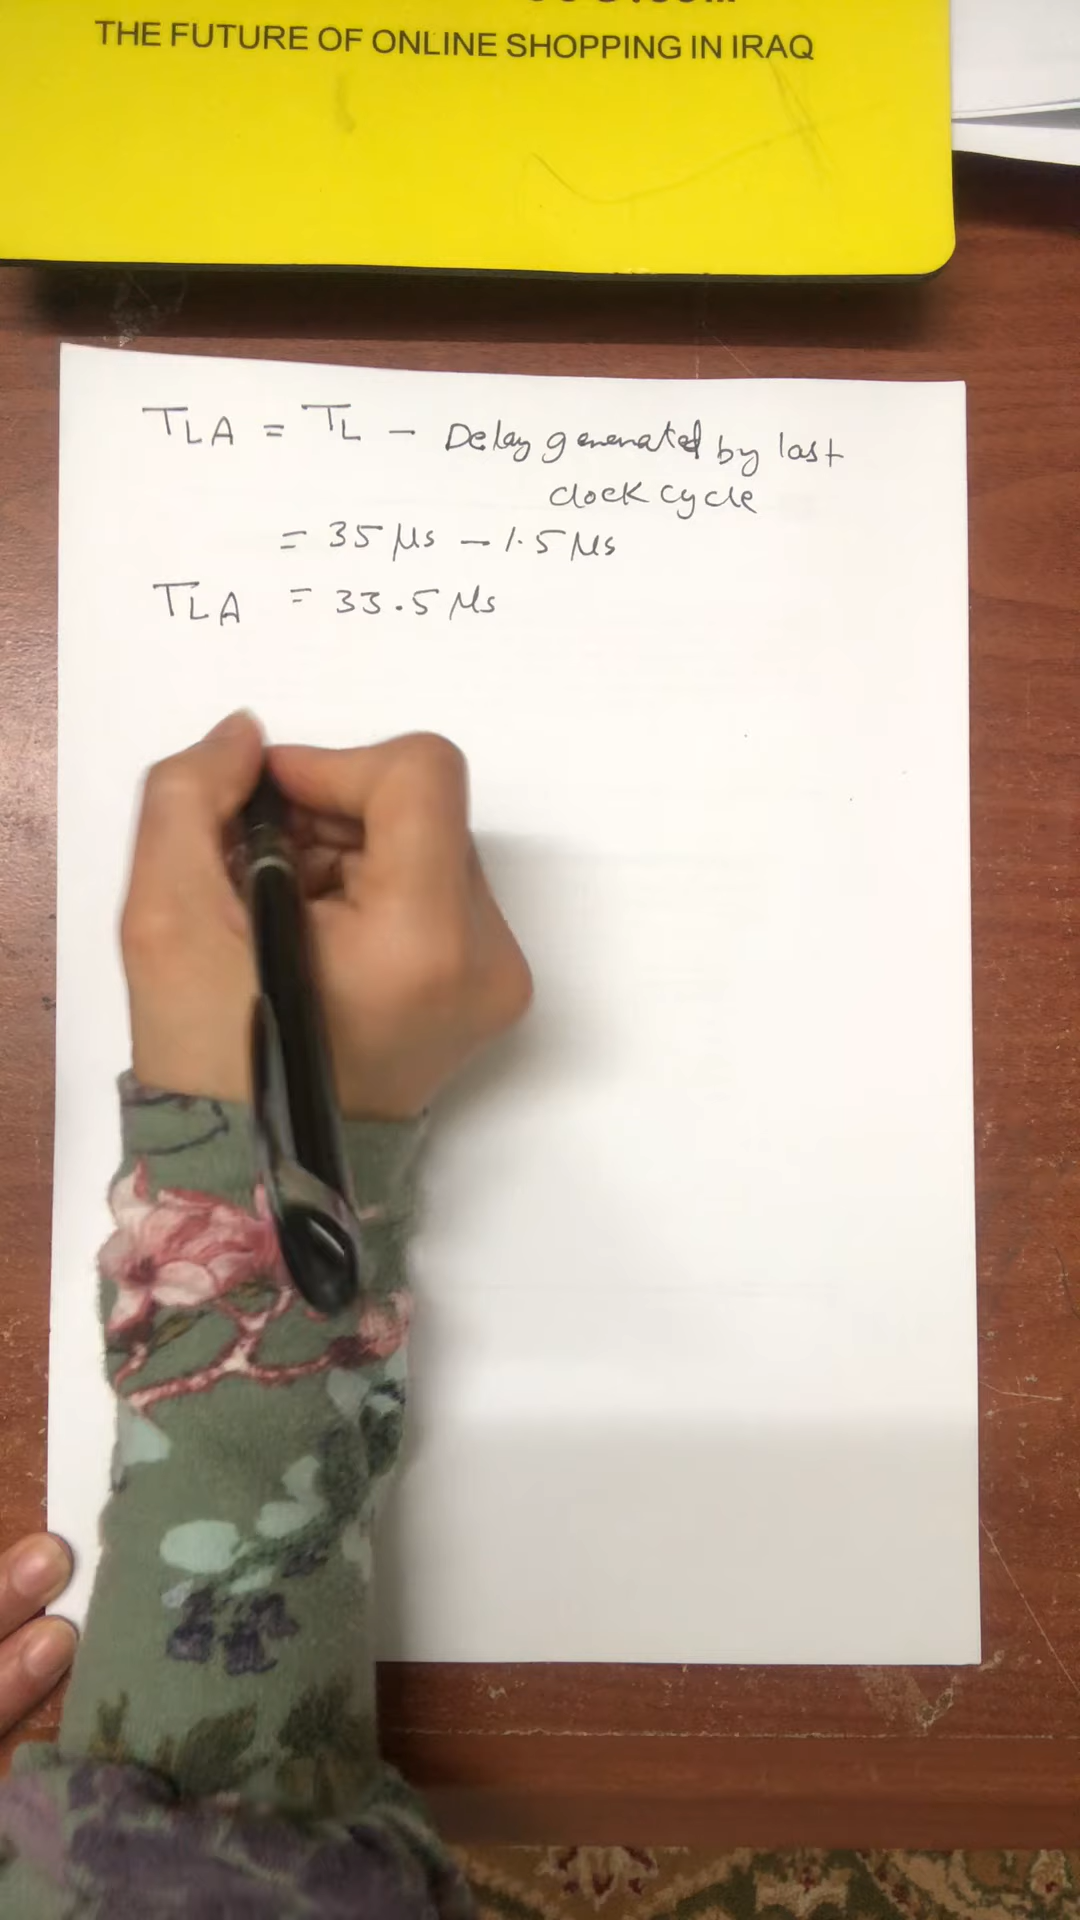 THE FUTURE OF ONLINE SHOPPING IN IRAQ
TLA = TL - Delay generated by last
clock cycle
= 35 μs - 1.5 μs
TLA = 33.5 μs